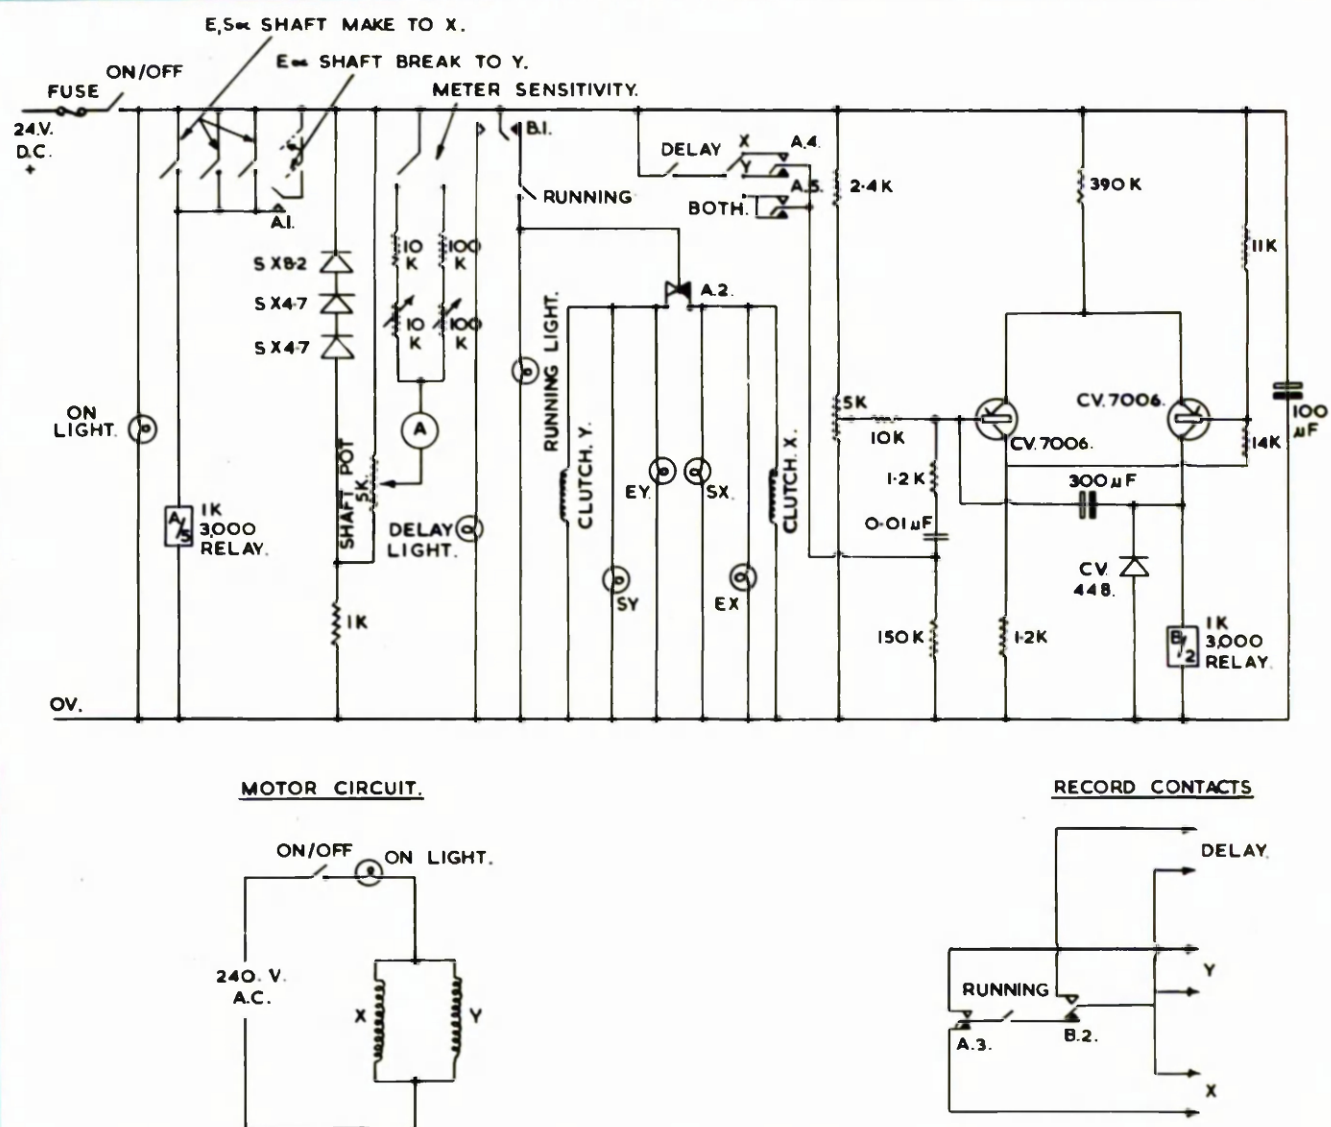 E,S∝ SHAFT MAKE TO X.
E∝ SHAFT BREAK TO Y.
ON/OFF
METER SENSITIVITY.
FUSE
24.V.
D.C.
+
B.1.
DELAY
X
Y
A.4.
A.5.
BOTH.
RUNNING
A.1.
2·4K
390K
11K
SX8·2
SX4·7
SX4·7
10
K
100
K
10
K
100
K
A.2.
ON
LIGHT.
SHAFT POT
5K.
A
RUNNING LIGHT.
CLUTCH. Y.
EY.
SX.
SY
EX
CLUTCH. X.
DELAY
LIGHT.
A/5
1K
3,000
RELAY.
1K
5K
10K
CV.7006.
CV.7006.
14K
100
µF
1·2K
300µF
0·01µF
CV.
448.
150K
1·2K
B/2
1K
3,000
RELAY.
OV.
MOTOR CIRCUIT.
ON/OFF
ON LIGHT.
240. V.
A.C.
X
Y
RECORD CONTACTS
DELAY.
Y
RUNNING
A.3.
B.2.
X